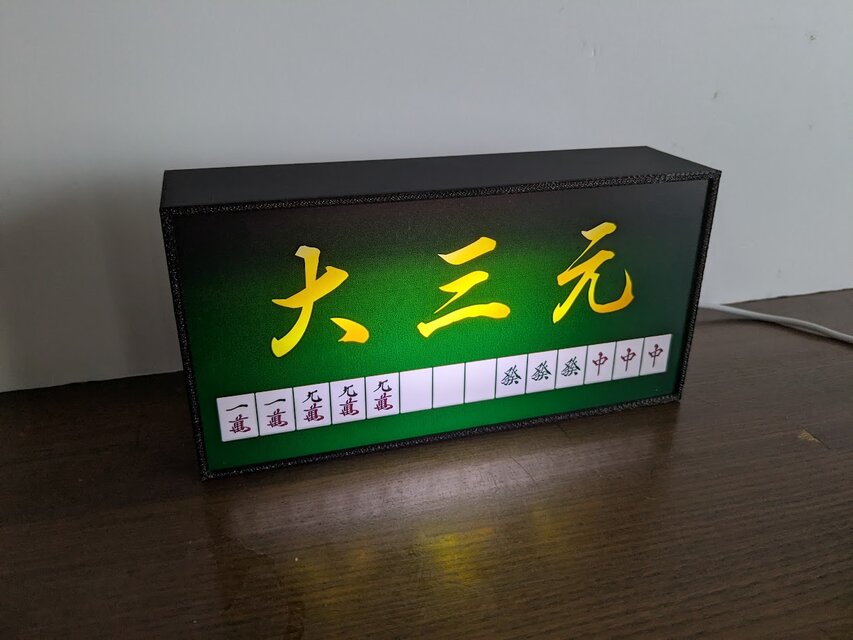 大三元
一萬 一萬 九萬 九萬 九萬 發 發 發 中 中 中